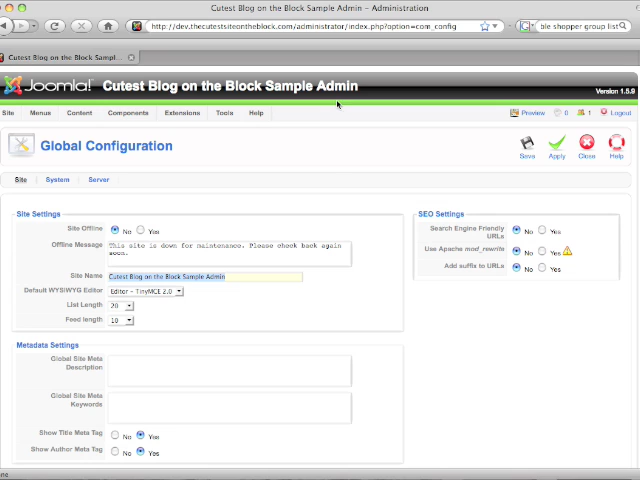 Cutest Blog on the Block Sample Admin - Administration
http://dev.thecutestsiteontheblock.com/administrator/index.php?option=com_config
ble shopper group list
Cutest Blog on the Block Sampl...
Joomla! Cutest Blog on the Block Sample Admin
Version 1.5.9
Site Menus Content Components Extensions Tools Help Preview 0 1 Logout
Global Configuration
Save Apply Close Help
Site System Server
Site Settings
Site Offline No Yes
Offline Message This site is down for maintenance. Please check back again soon.
Site Name Cutest Blog on the Block Sample Admin
Default WYSIWYG Editor Editor - TinyMCE 2.0
List Length 20
Feed length 10
SEO Settings
Search Engine Friendly URLs No Yes
Use Apache mod_rewrite No Yes
Add suffix to URLs No Yes
Metadata Settings
Global Site Meta Description
Global Site Meta Keywords
Show Title Meta Tag No Yes
Show Author Meta Tag No Yes